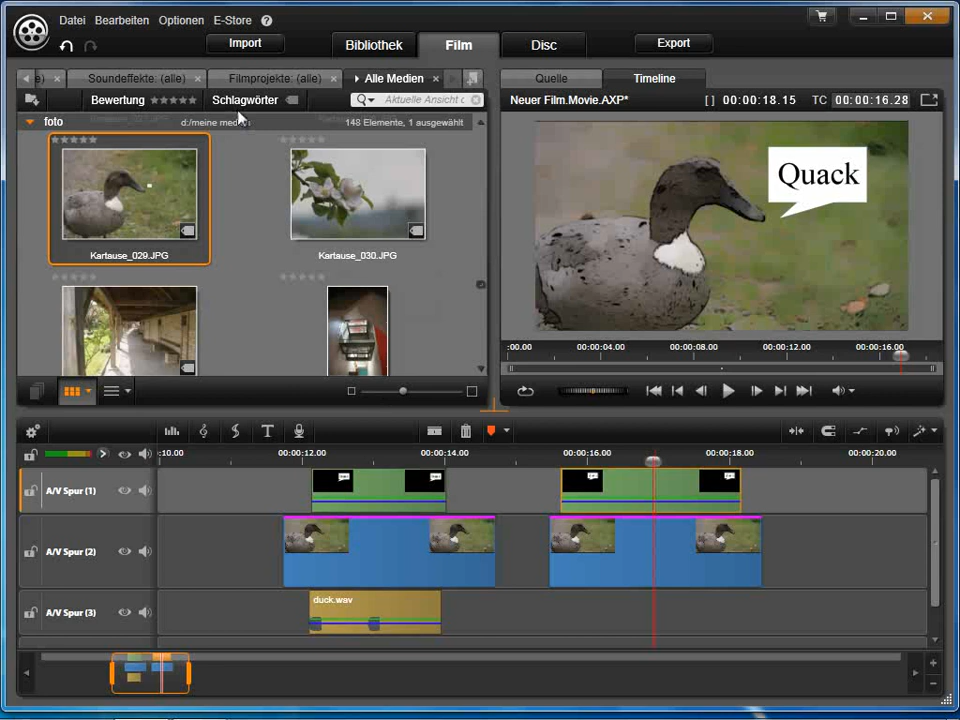 Datei Bearbeiten Optionen E-Store ?
Import Bibliothek Film Disc Export
e) × Soundeffekte: (alle) × Filmprojekte: (alle) × Alle Medien ×
Quelle Timeline
Bewertung Schlagwörter Aktuelle Ansicht
Neuer Film.Movie.AXP* [ ] 00:00:18.15 TC 00:00:16.28
foto d:/meine 148 Elemente, 1 ausgewählt
Quack
Kartause_029.JPG Kartause_030.JPG
:00.00 00:00:04.00 00:00:08.00 00:00:12.00 00:00:16.00
:00:10.00 00:00:12.00 00:00:14.00 00:00:16.00 00:00:18.00 00:00:20.00
A/V Spur (1)
A/V Spur (2)
duck.wav
A/V Spur (3)